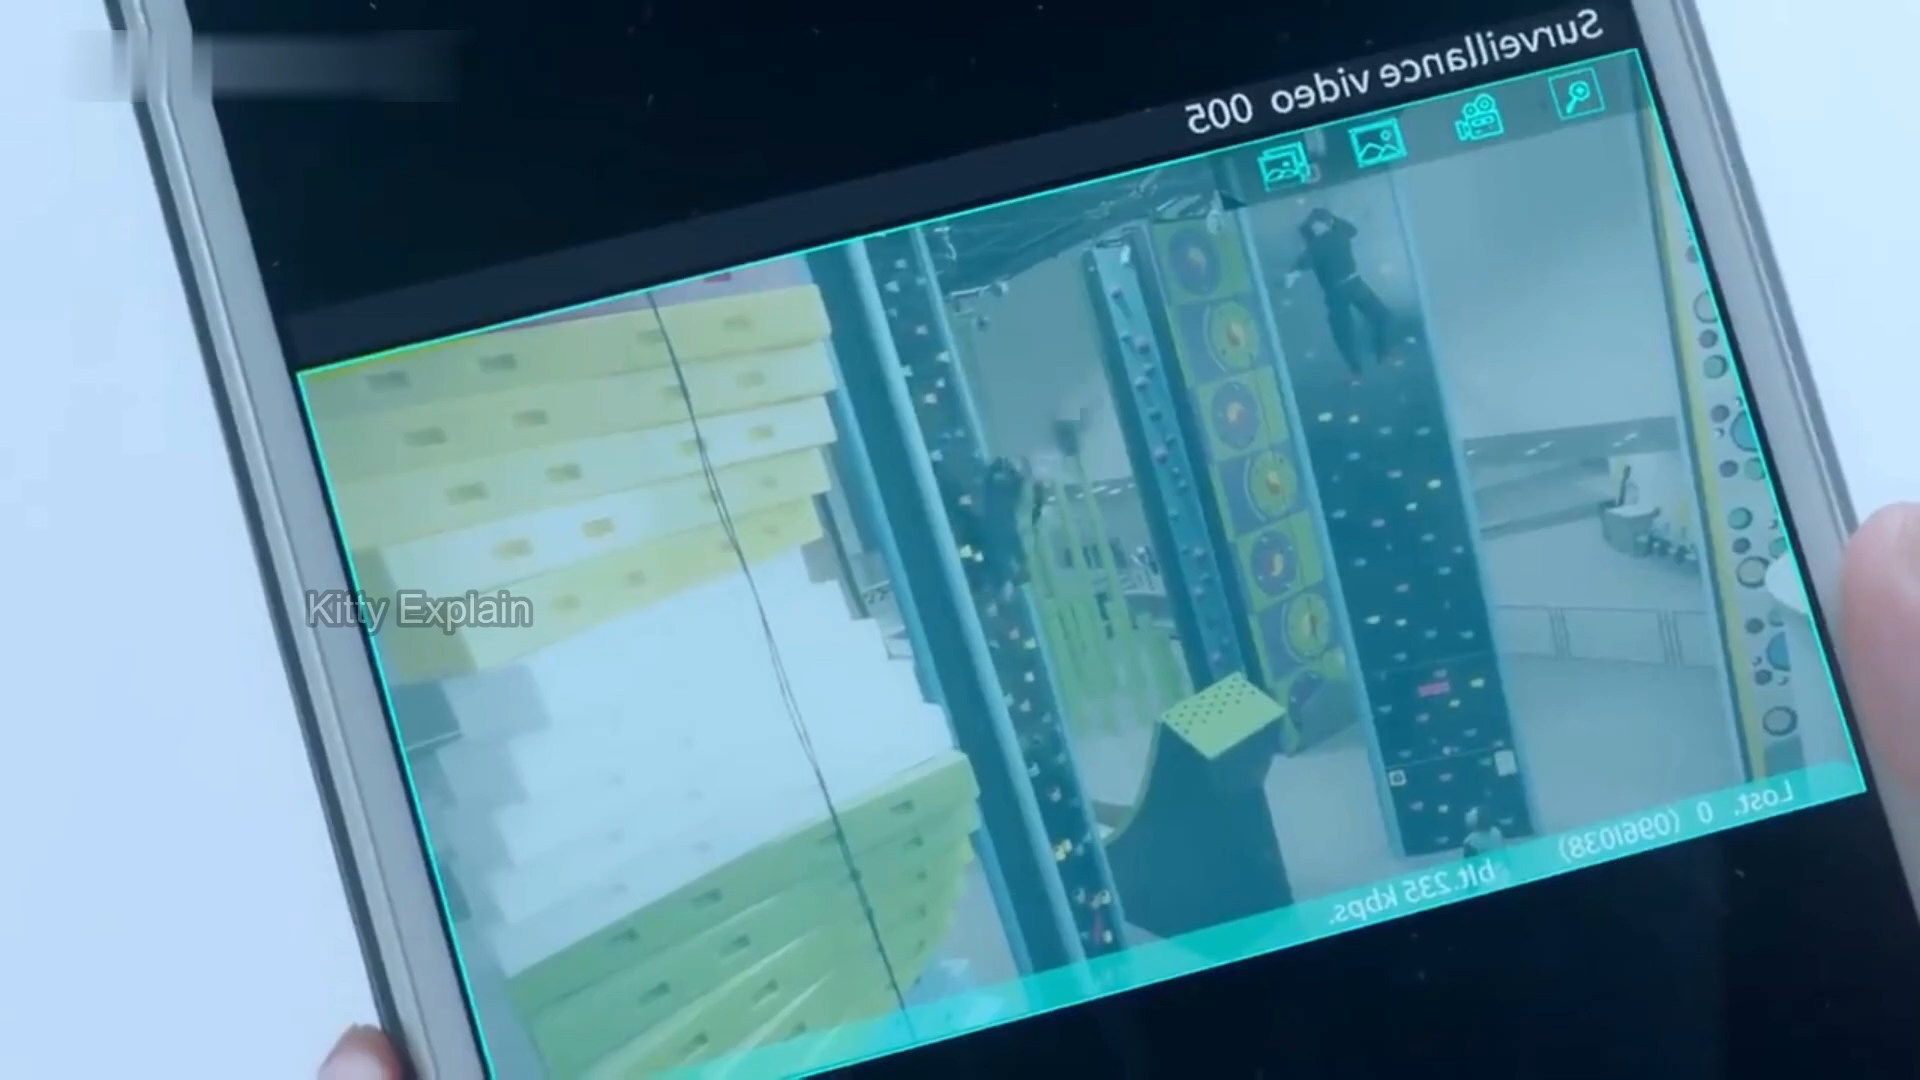 Surveillance video 005
Kitty Explain
Lost. 0 (0961038)
bit.235 kbps.